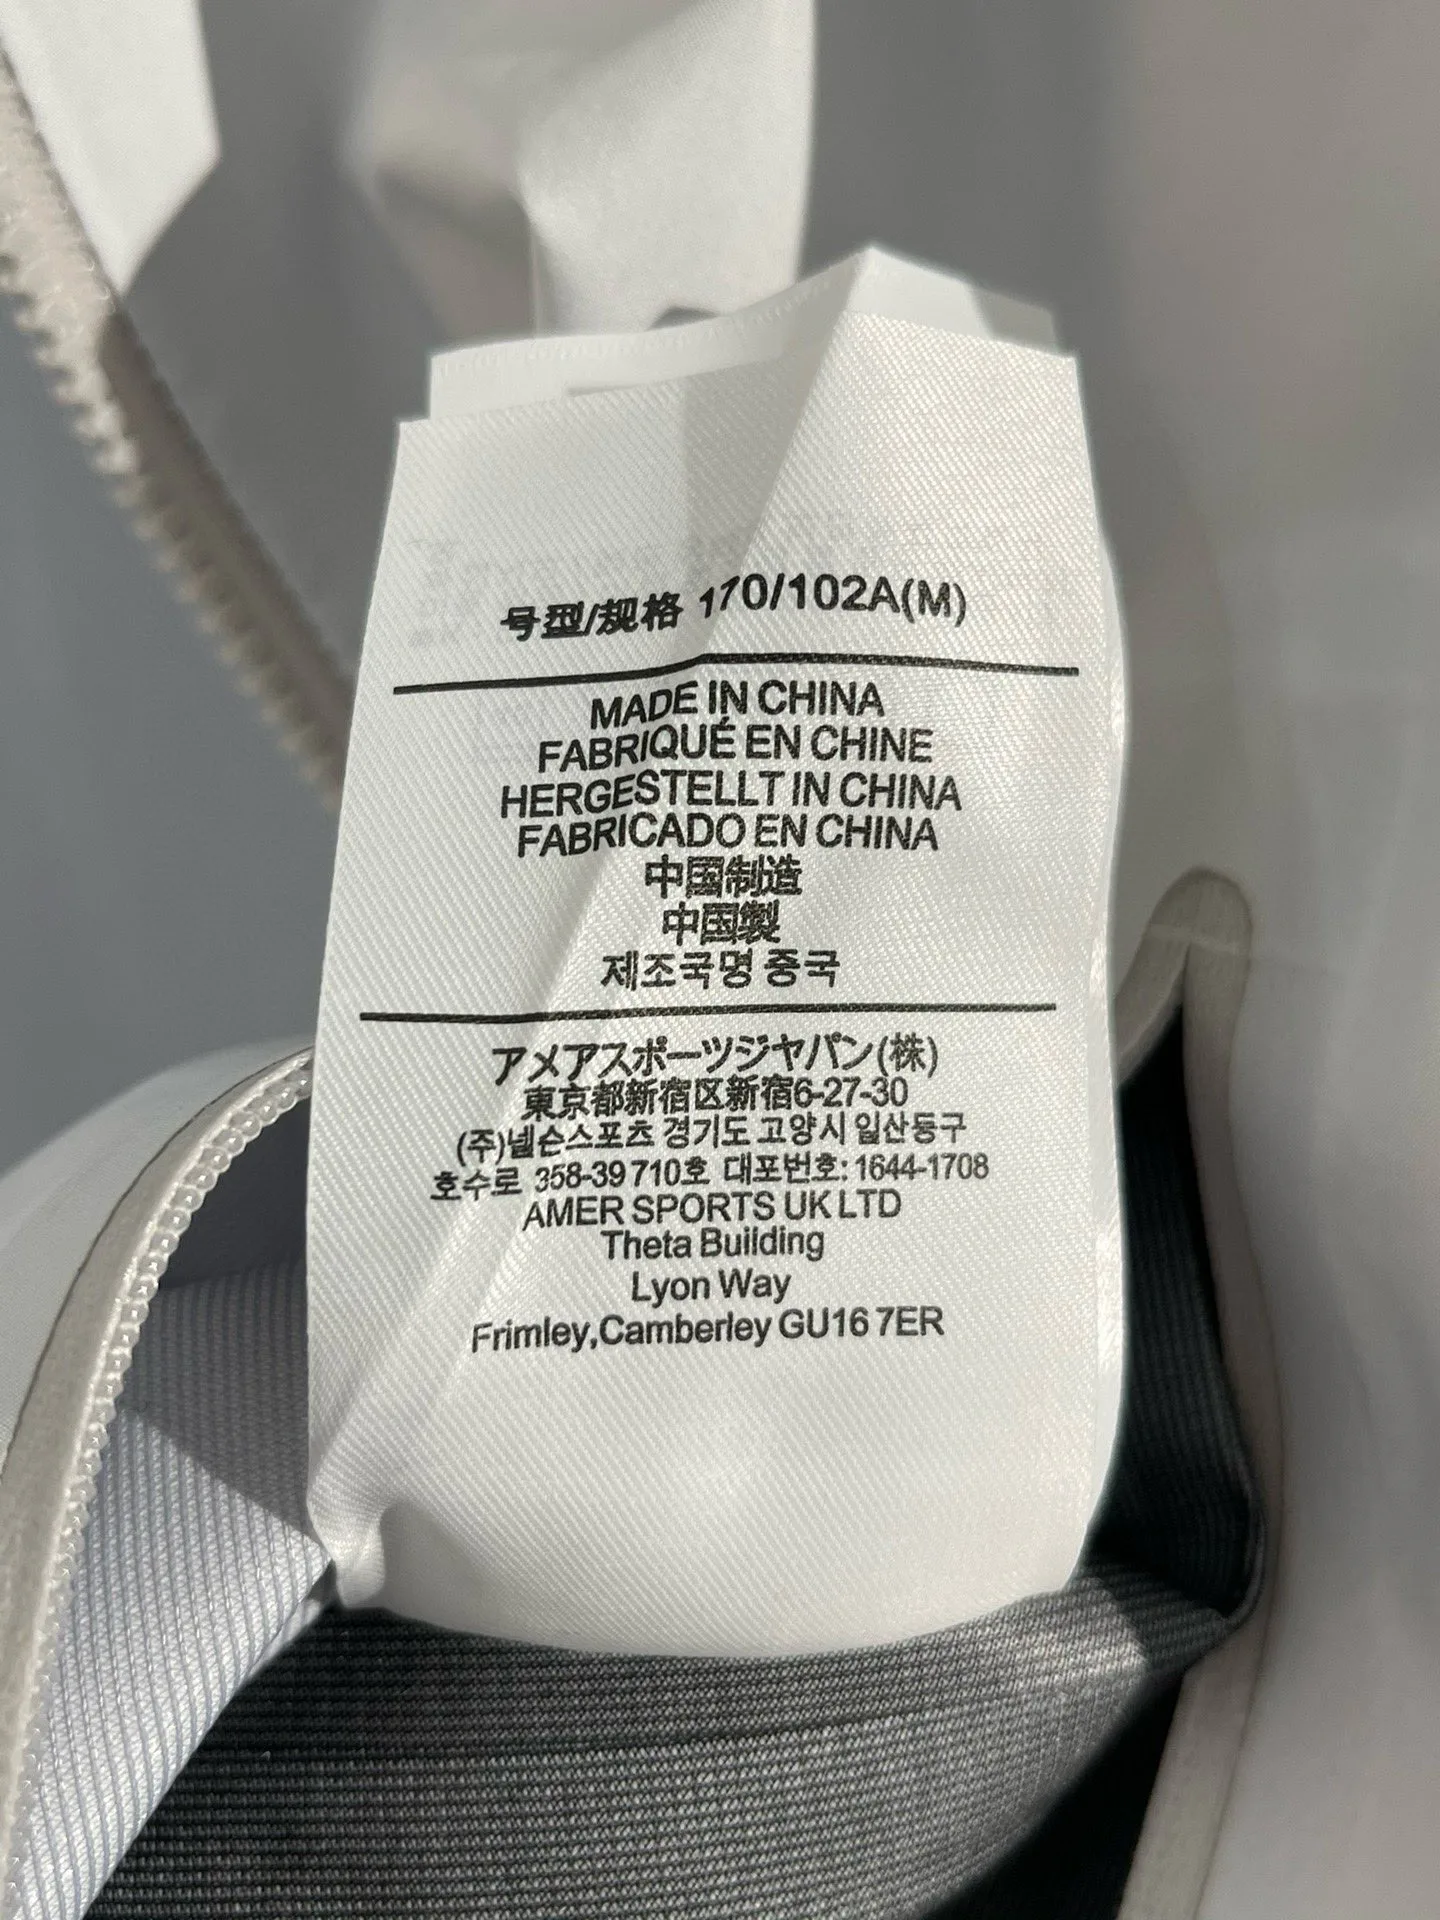 号型/规格 170/102A(M)
MADE IN CHINA
FABRIQUÉ EN CHINE
HERGESTELLT IN CHINA
FABRICADO EN CHINA
中国制造
中国製
제조국명 중국
アメアスポーツジャパン(株)
東京都新宿区新宿6-27-30
(주)넬슨스포츠 경기도 고양시 일산동구
호수로 358-39 710호 대포번호: 1644-1708
AMER SPORTS UK LTD
Theta Building
Lyon Way
Frimley,Camberley GU16 7ER